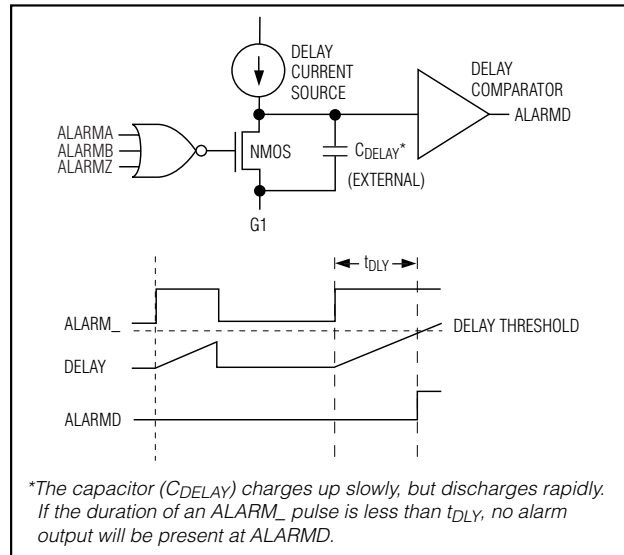 DELAY
CURRENT
SOURCE
DELAY
COMPARATOR
ALARMD
ALARMA
ALARMB
ALARMZ
NMOS
CDELAY*
(EXTERNAL)
G1
tDLY
ALARM_
DELAY THRESHOLD
DELAY
ALARMD
*The capacitor (CDELAY) charges up slowly, but discharges rapidly.
If the duration of an ALARM_ pulse is less than tDLY, no alarm
output will be present at ALARMD.